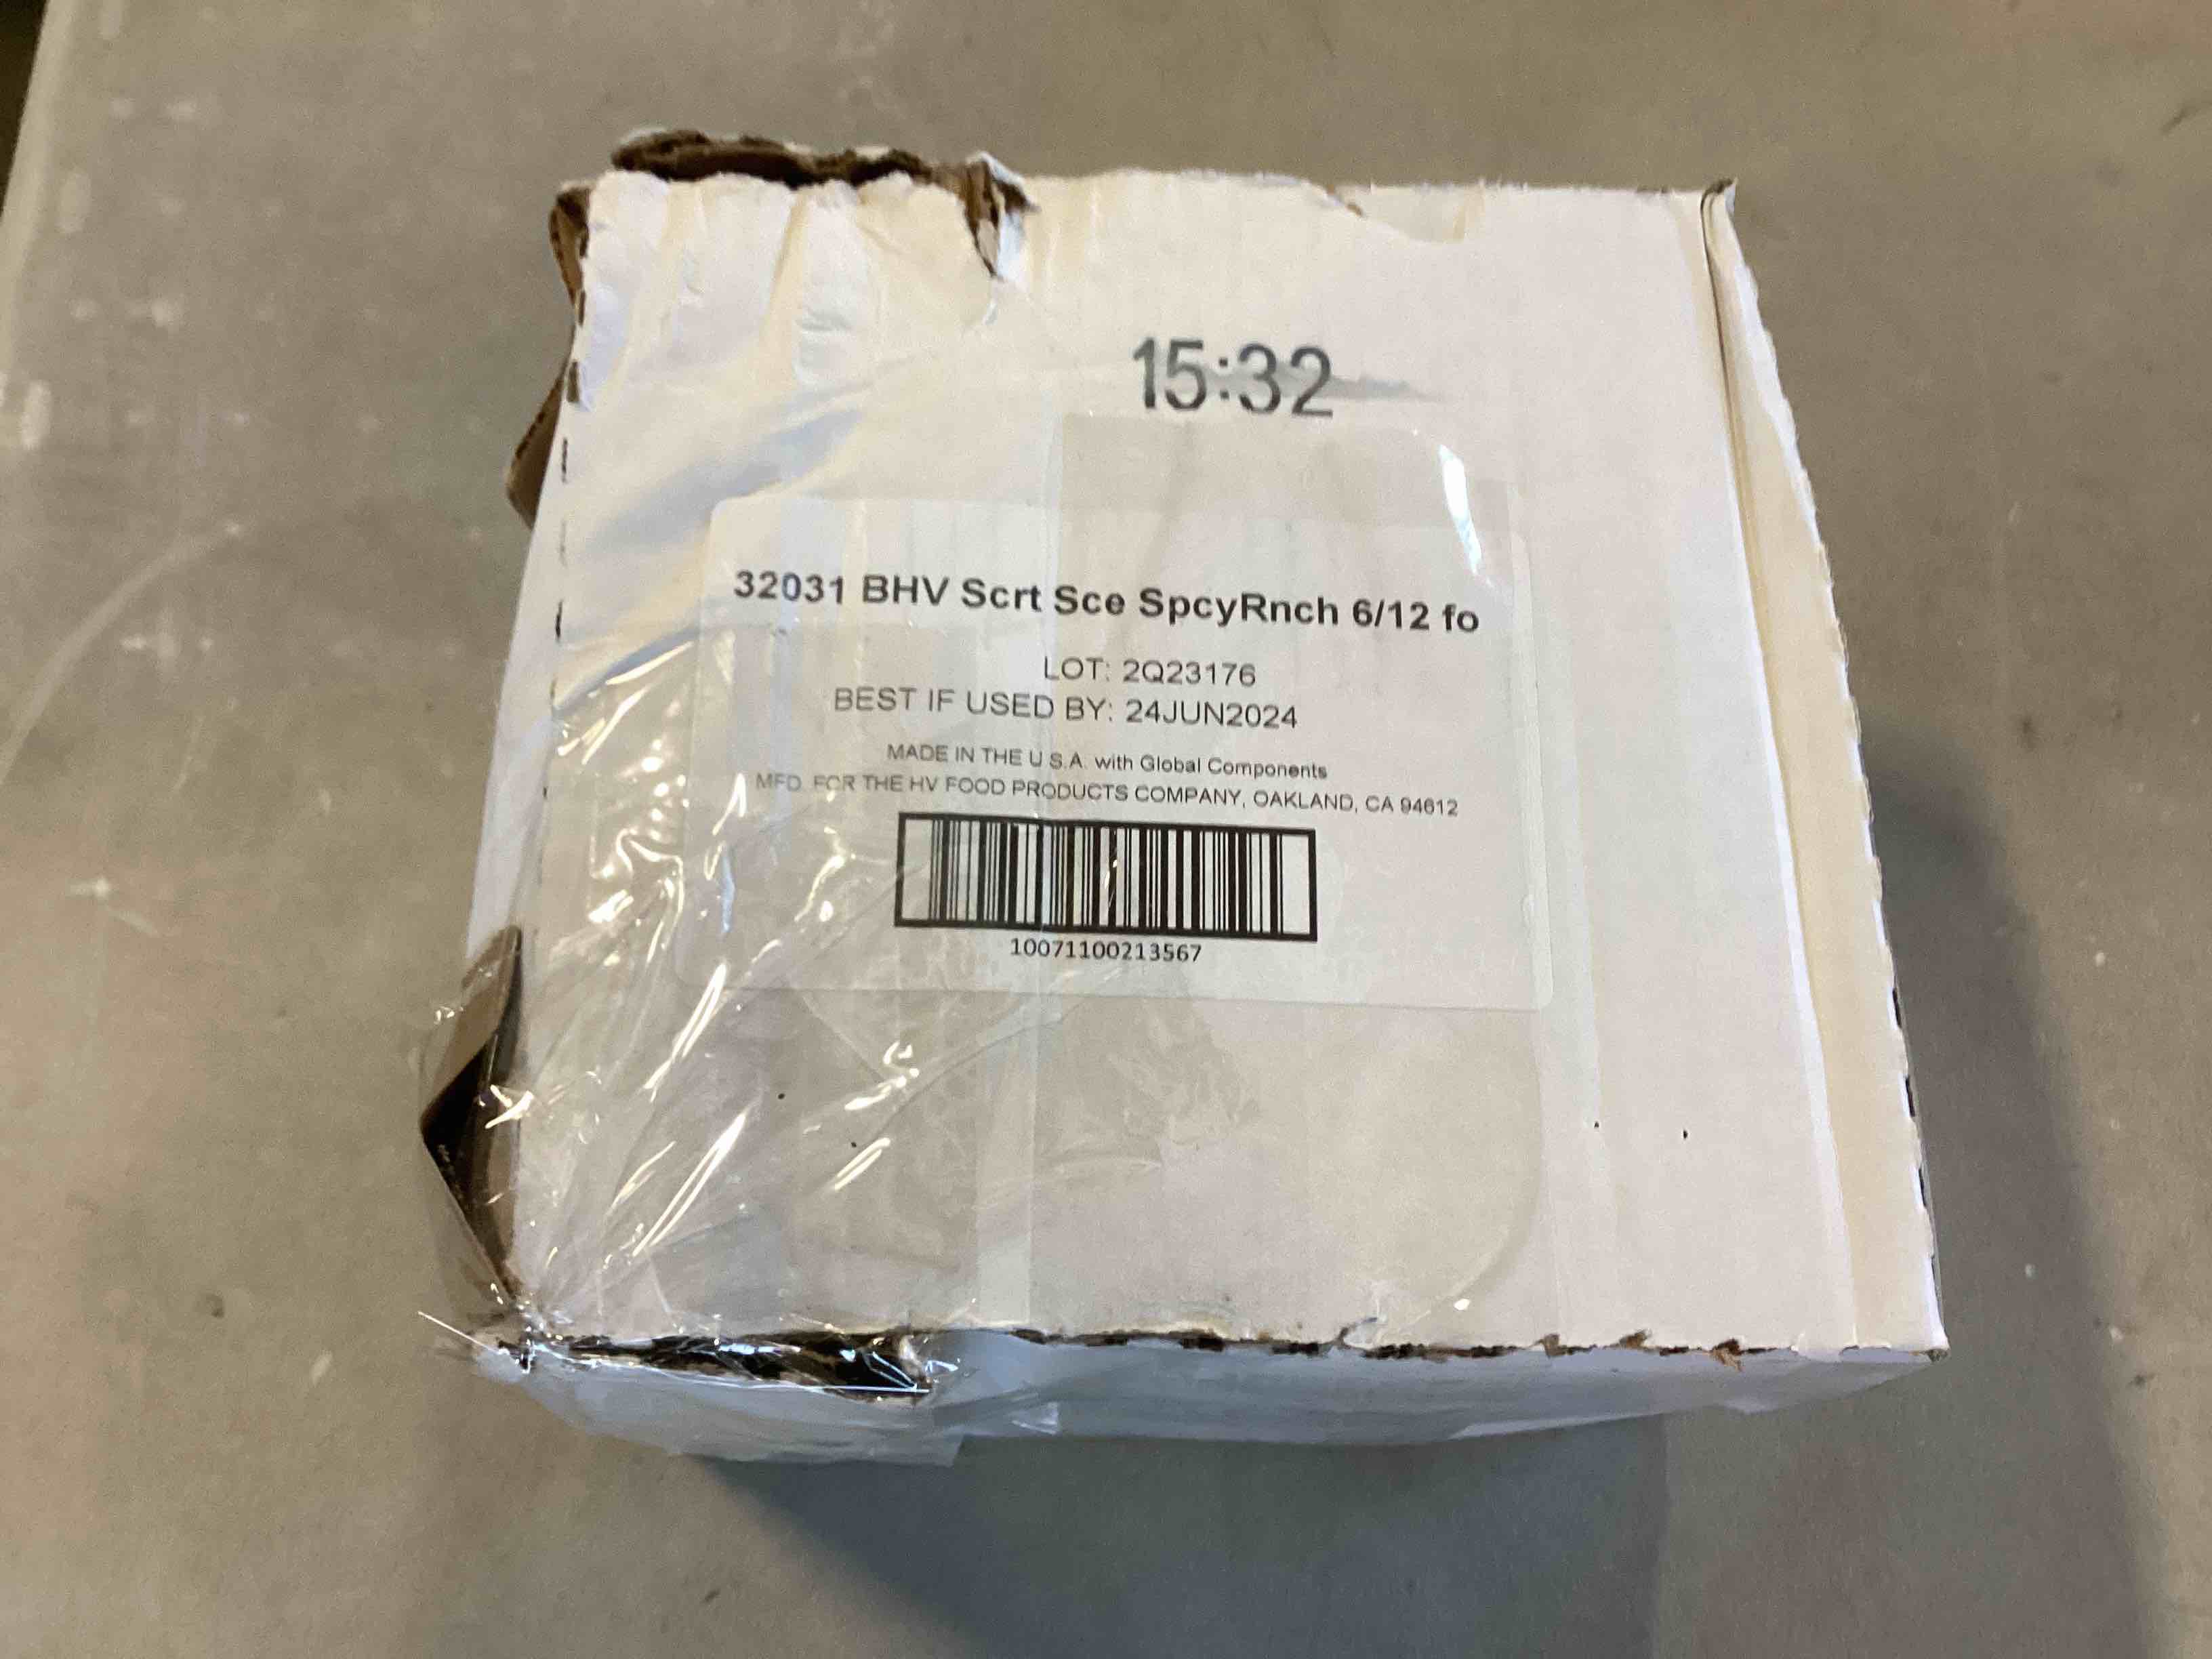 15:32
32031 BHV Scrt Sce SpcyRnch 6/12 fo
LOT: 2Q23176
BEST IF USED BY: 24JUN2024
MADE IN THE U.S.A. with Global Components
MFD. FOR THE HV FOOD PRODUCTS COMPANY, OAKLAND, CA 94612
10071100213567